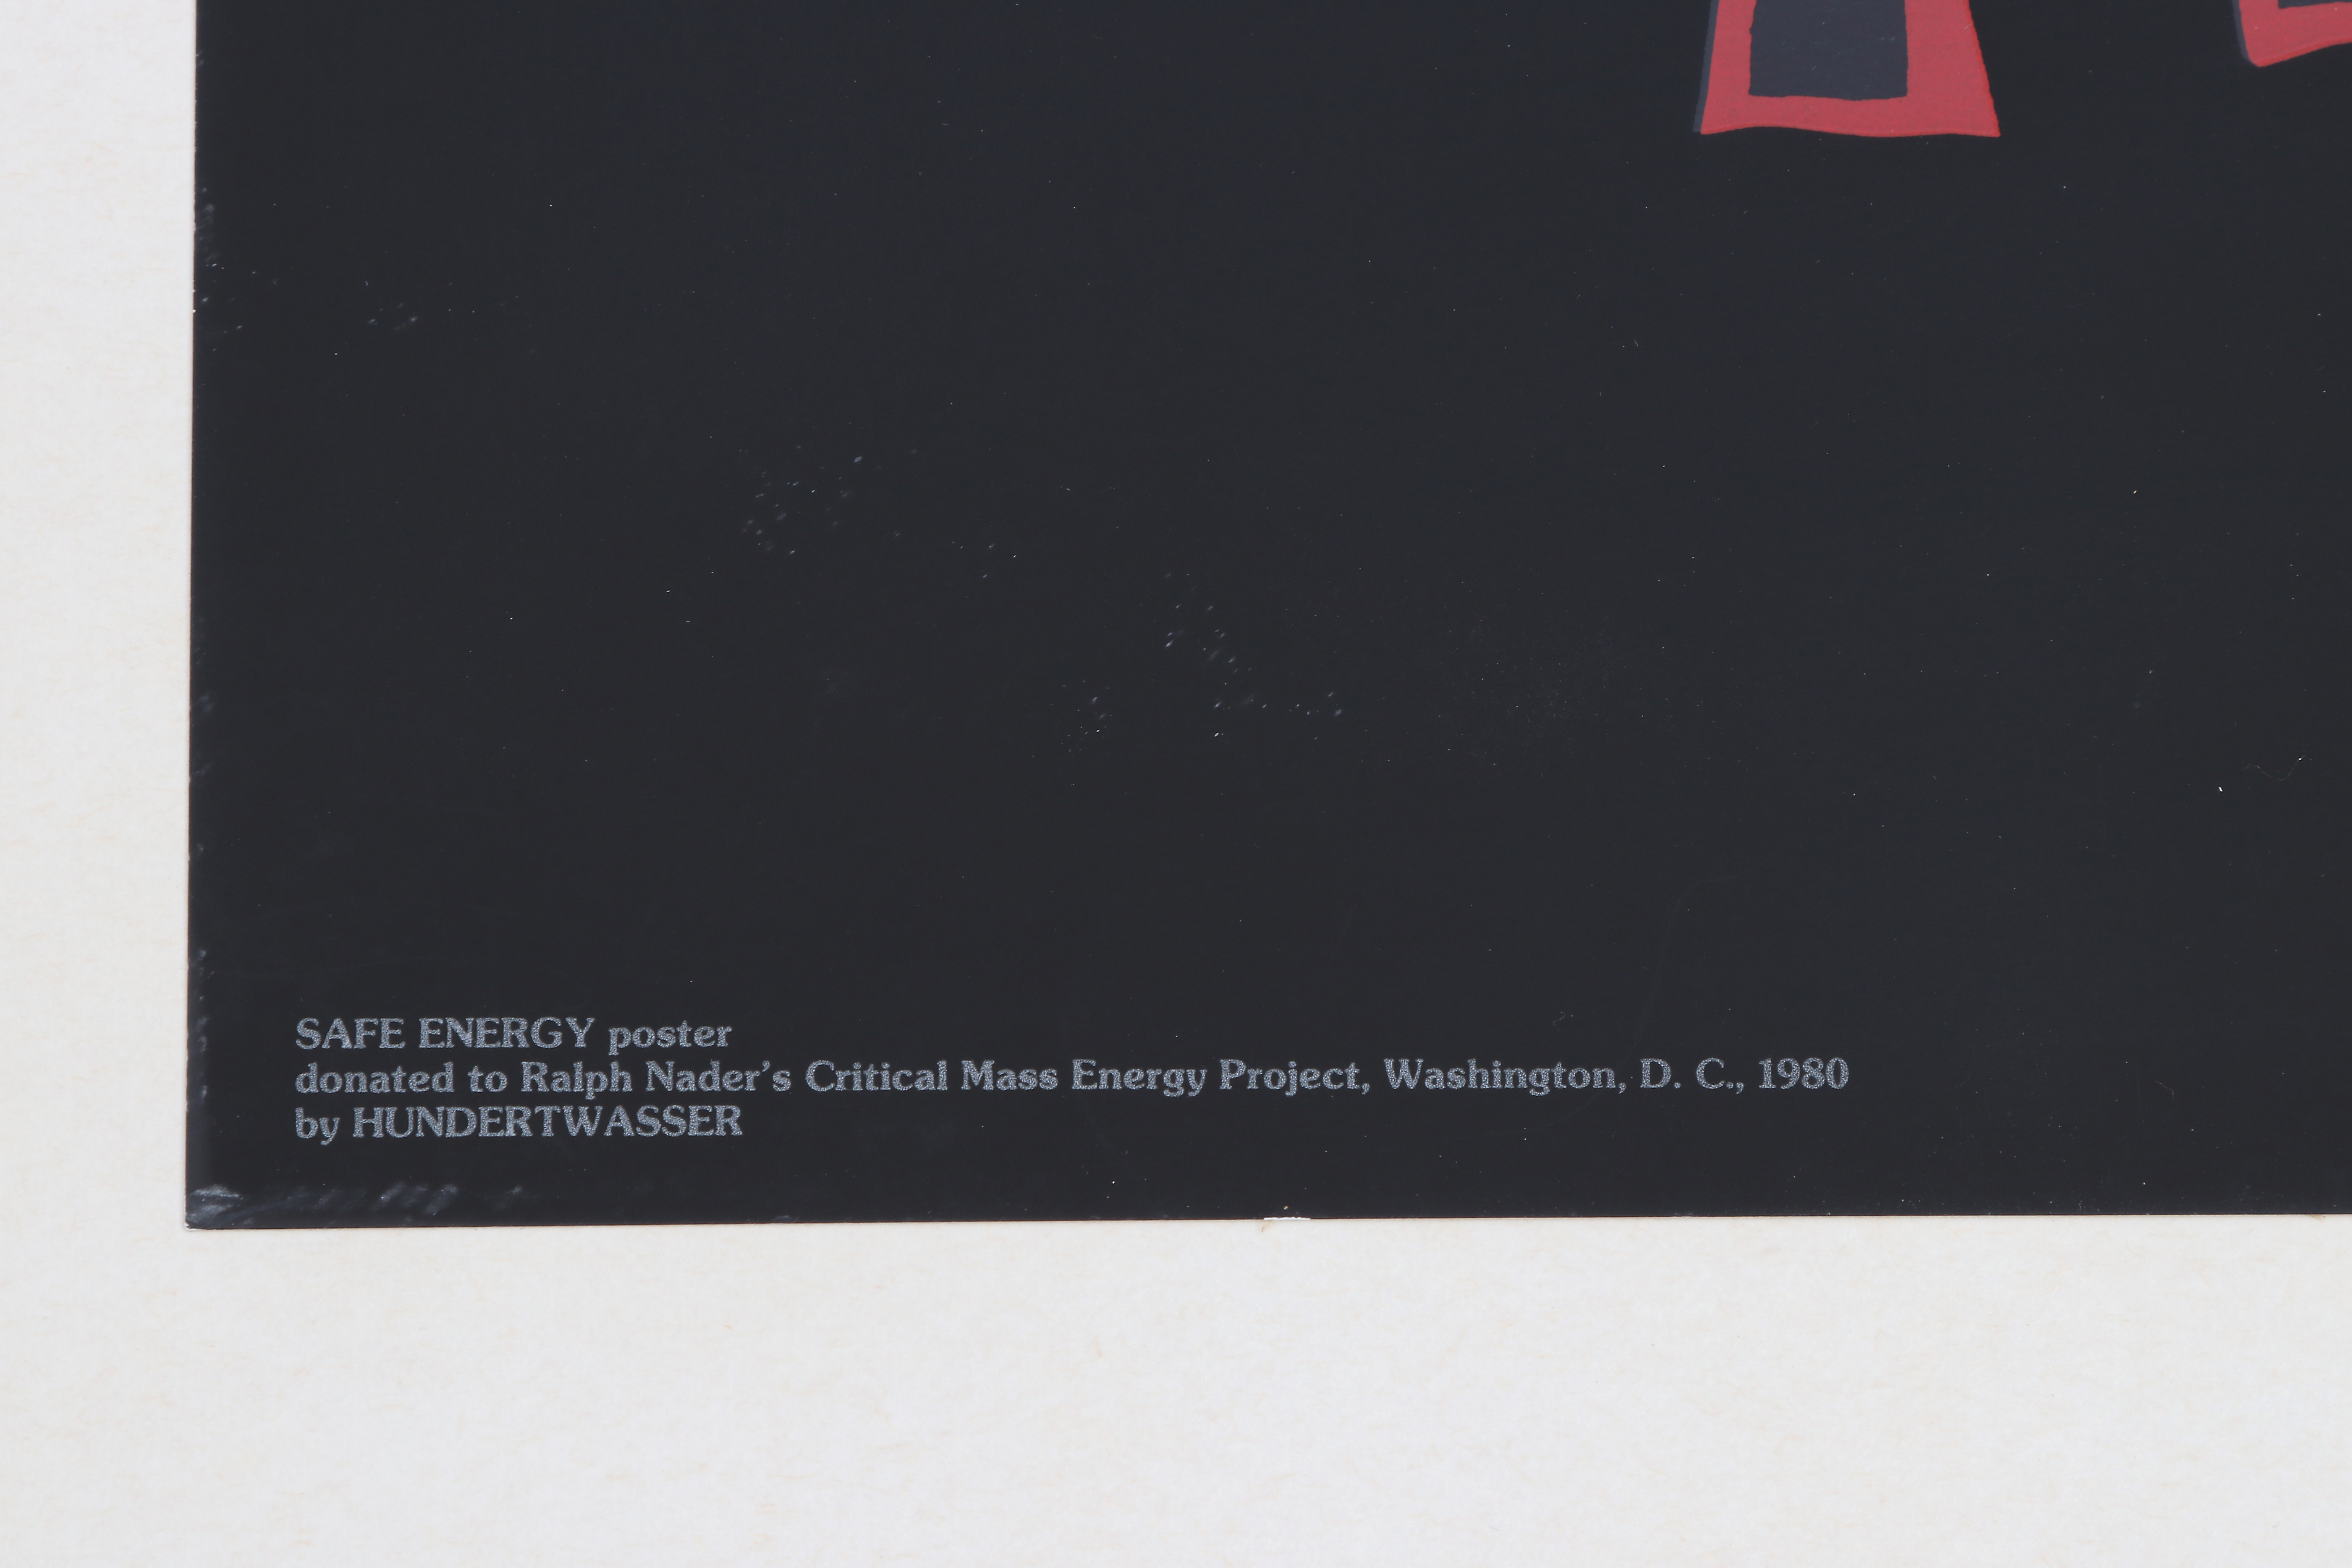 SAFE ENERGY poster
donated to Ralph Nader's Critical Mass Energy Project, Washington, D. C., 1980
by HUNDERTWASSER